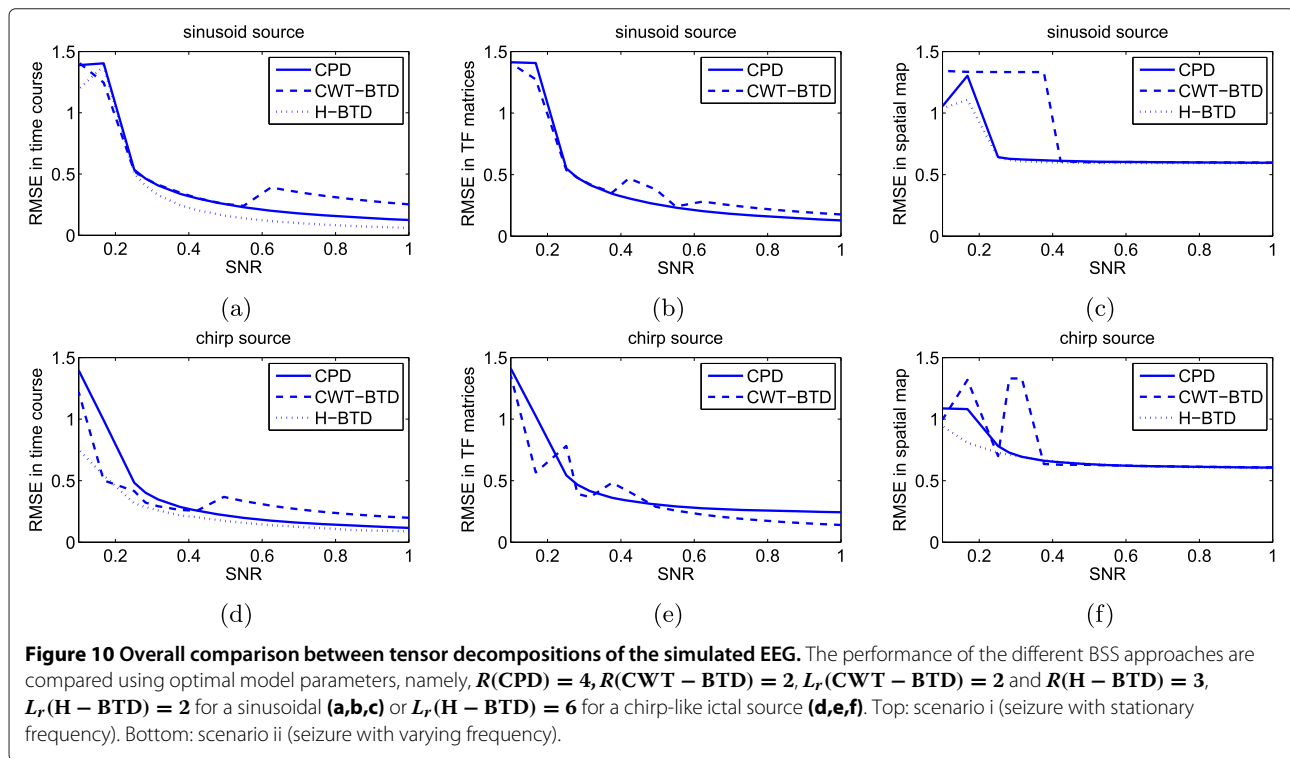 sinusoid source
1.5
1
0.5
0
RMSE in time course
CPD
CWT−BTD
H−BTD
0.2 0.4 0.6 0.8 1
SNR
(a)
sinusoid source
1.5
1
0.5
0
RMSE in TF matrices
CPD
CWT−BTD
0.2 0.4 0.6 0.8 1
SNR
(b)
sinusoid source
1.5
1
0.5
0
RMSE in spatial map
CPD
CWT−BTD
H−BTD
0.2 0.4 0.6 0.8 1
SNR
(c)
chirp source
1.5
1
0.5
0
RMSE in time course
CPD
CWT−BTD
H−BTD
0.2 0.4 0.6 0.8 1
SNR
(d)
chirp source
1.5
1
0.5
0
RMSE in TF matrices
CPD
CWT−BTD
0.2 0.4 0.6 0.8 1
SNR
(e)
chirp source
1.5
1
0.5
0
RMSE in spatial map
CPD
CWT−BTD
H−BTD
0.2 0.4 0.6 0.8 1
SNR
(f)
Figure 10 Overall comparison between tensor decompositions of the simulated EEG. The performance of the different BSS approaches are
compared using optimal model parameters, namely, R(CPD) = 4, R(CWT − BTD) = 2, Lr(CWT − BTD) = 2 and R(H − BTD) = 3,
Lr(H − BTD) = 2 for a sinusoidal (a,b,c) or Lr(H − BTD) = 6 for a chirp-like ictal source (d,e,f). Top: scenario i (seizure with stationary
frequency). Bottom: scenario ii (seizure with varying frequency).